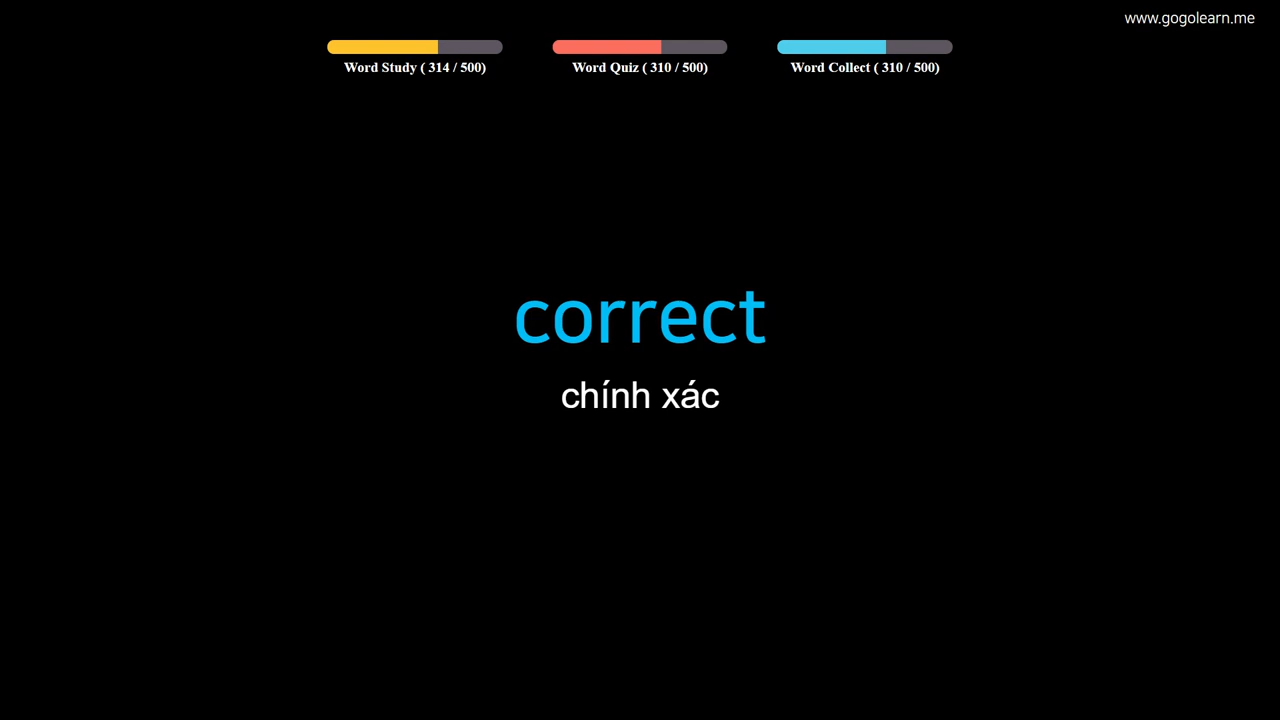 www.gogolearn.me
Word Study ( 314 / 500)
Word Quiz ( 310 / 500)
Word Collect ( 310 / 500)
correct
chính xác